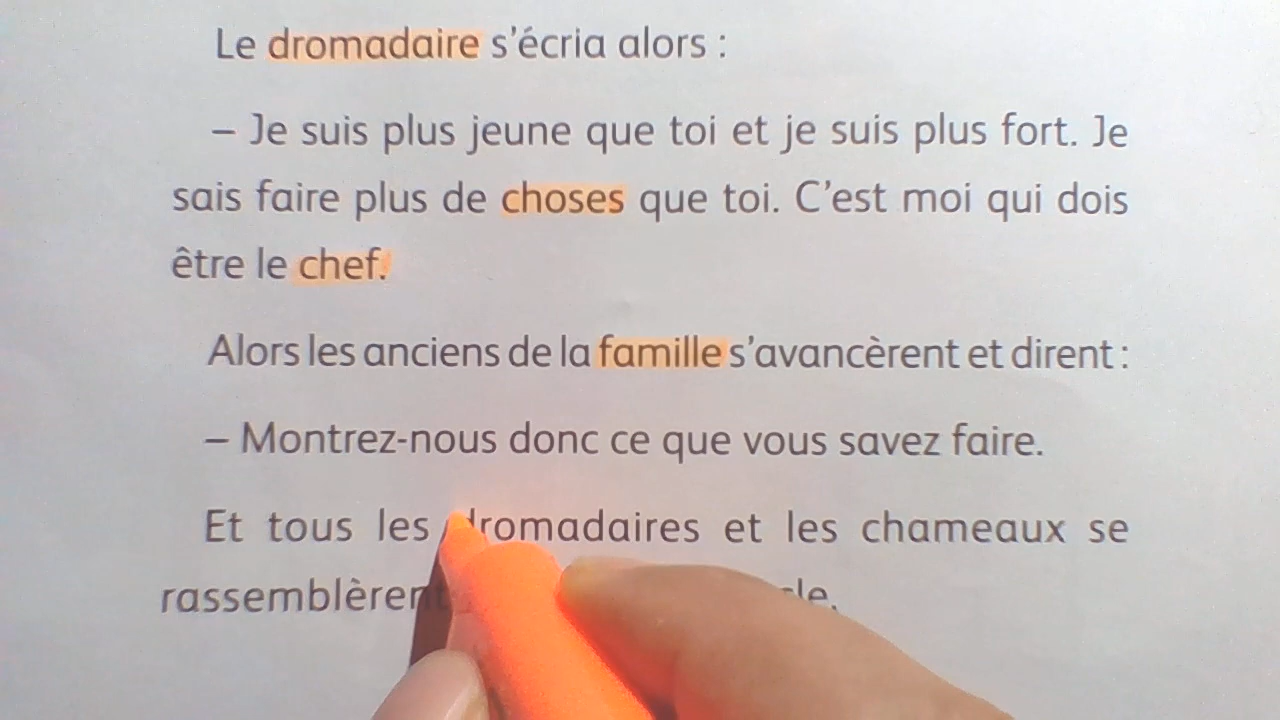 Le dromadaire s'écria alors :
– Je suis plus jeune que toi et je suis plus fort. Je
sais faire plus de choses que toi. C'est moi qui dois
être le chef.
Alors les anciens de la famille s'avancèrent et dirent :
– Montrez-nous donc ce que vous savez faire.
Et tous les dromadaires et les chameaux se
rassemblèrent